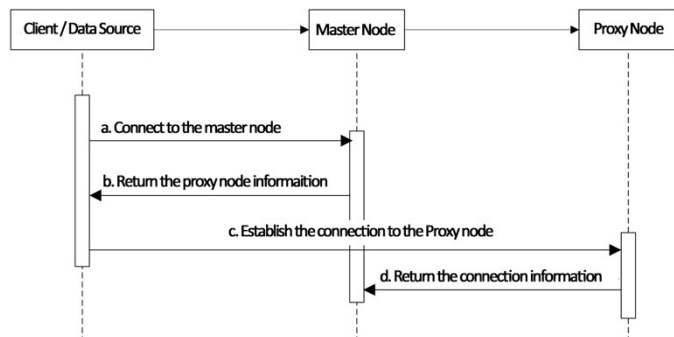 Client / Data Source
Master Node
Proxy Node
a. Connect to the master node
b. Return the proxy node informaition
c. Establish the connection to the Proxy node
d. Return the connection information